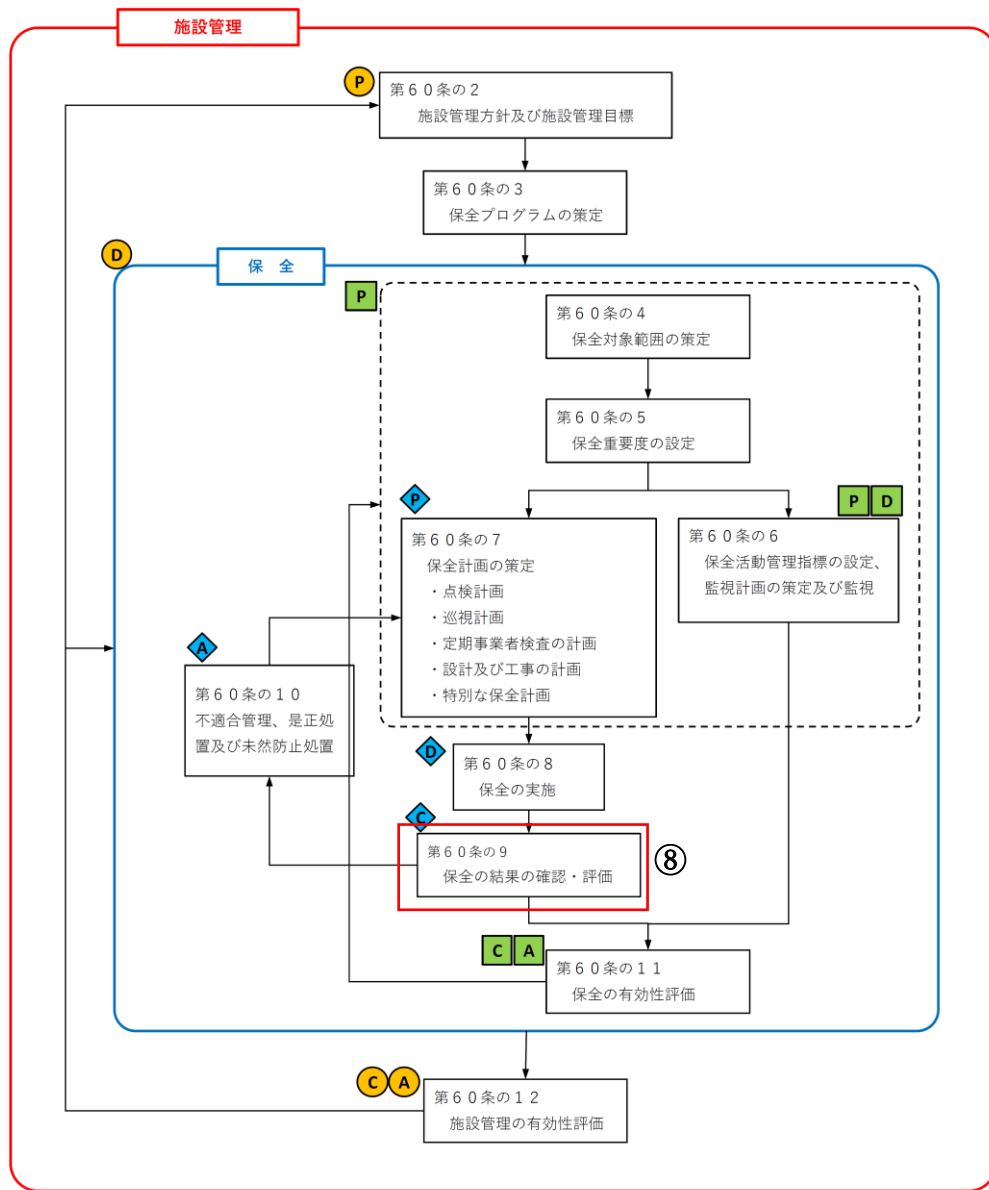 施設管理
P
第６０条の２
施設管理方針及び施設管理目標
第６０条の３
保全プログラムの策定
D
保　全
P
第６０条の４
保全対象範囲の策定
第６０条の５
保全重要度の設定
P
第６０条の７
保全計画の策定
・点検計画
・巡視計画
・定期事業者検査の計画
・設計及び工事の計画
・特別な保全計画
P D
第６０条の６
保全活動管理指標の設定、
監視計画の策定及び監視
A
第６０条の１０
不適合管理、是正処
置及び未然防止処置
D
第６０条の８
保全の実施
C
第６０条の９
保全の結果の確認・評価
⑧
C A
第６０条の１１
保全の有効性評価
C A
第６０条の１２
施設管理の有効性評価